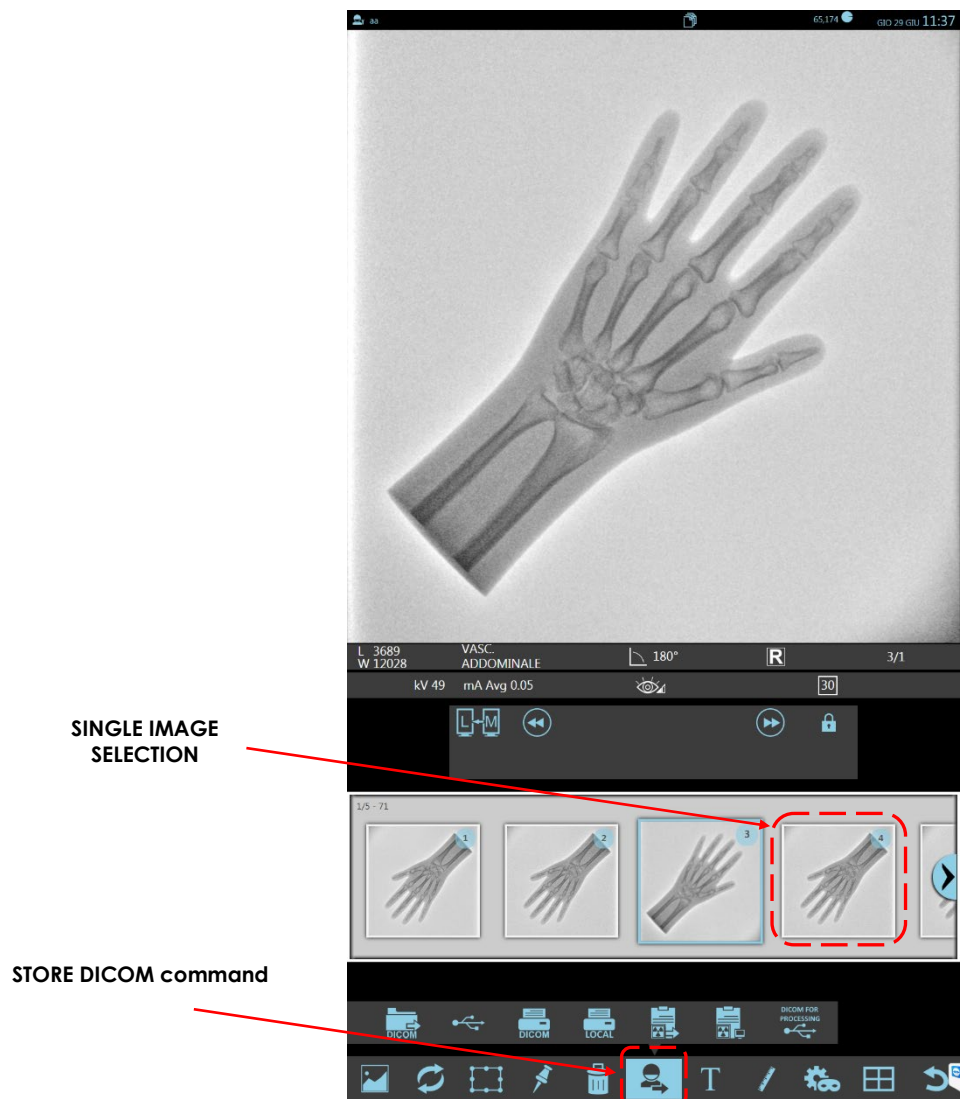 aa
65,174
GIO 29 GIU 11:37
L 3689
W 12028
VASC.
ADDOMINALE
180°
R
3/1
kV 49 mA Avg 0.05
30
L M
SINGLE IMAGE
SELECTION
1/5 - 71
1
2
3
4
STORE DICOM command
DICOM
DICOM
LOCAL
DICOM FOR
PROCESSING
T